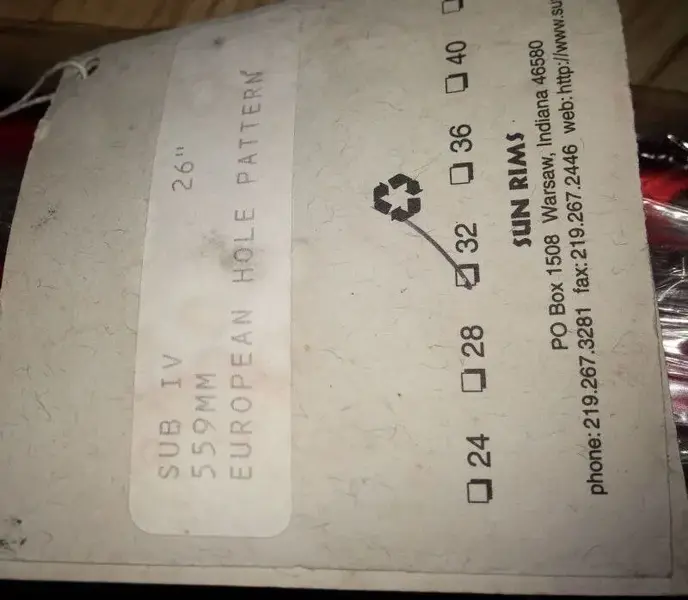 SUB IV 26"
559MM
EUROPEAN HOLE PATTERN
24 28 32 36 40
SUN RIMS
PO Box 1508 Warsaw, Indiana 46580
phone: 219.267.3281 fax: 219.267.2446 web: http://www.su